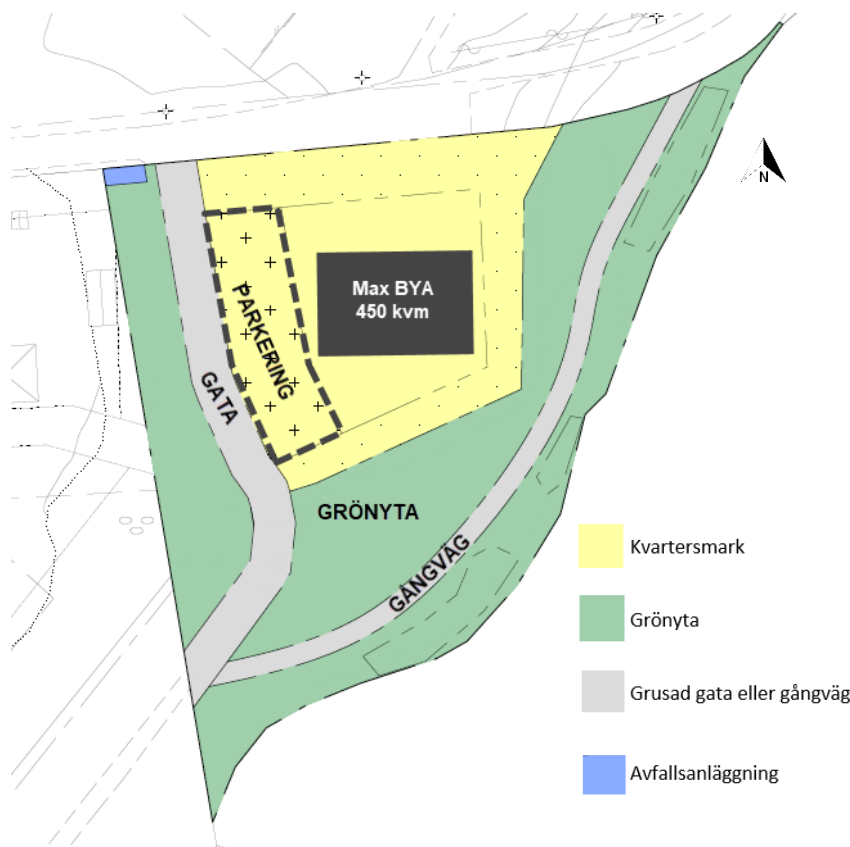 N
Max BYA
450 kvm
PARKERING
GATA
GRÖNYTA
GÅNGVÄG
Kvartersmark
Grönyta
Grusad gata eller gångväg
Avfallsanläggning